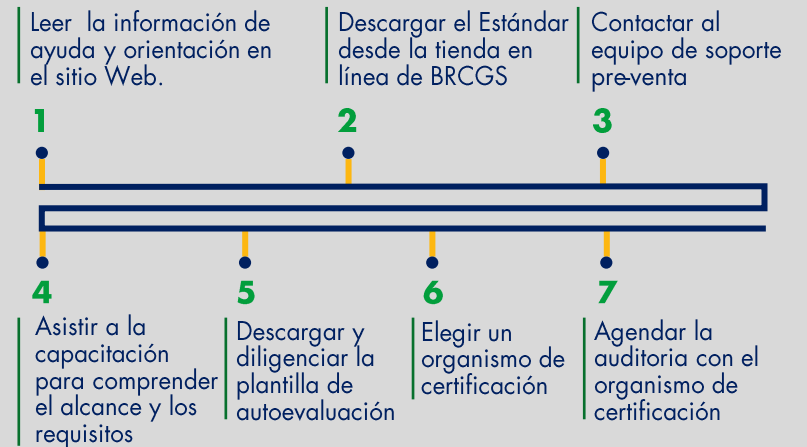 Leer la información de
ayuda y orientación en
el sitio Web.
1
Descargar el Estándar
desde la tienda en
línea de BRCGS
2
Contactar al
equipo de soporte
pre-venta
3
4
Asistir a la
capacitación
para comprender
el alcance y los
requisitos
5
Descargar y
diligenciar la
plantilla de
autoevaluación
6
Elegir un
organismo de
certificación
7
Agendar la
auditoria con el
organismo de
certificación